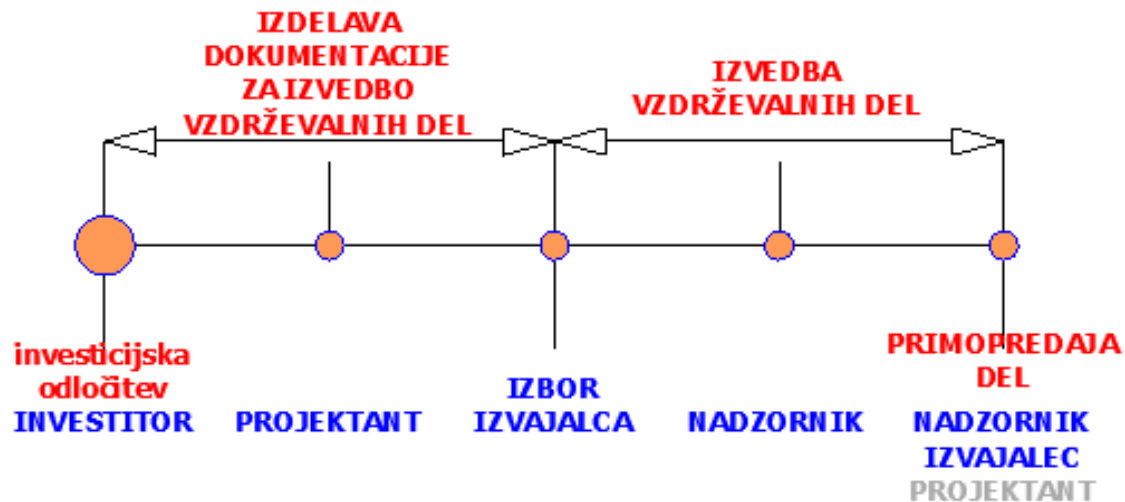 IZDELAVA
DOKUMENTACIJE
ZA IZVEDBO
VZDRŽEVALNIH DEL
IZVEDBA
VZDRŽEVALNIH DEL
investicijska
odločitev
INVESTITOR
PROJEKTANT
IZBOR
IZVAJALCA
NADZORNIK
PRIMOPREDAJA
DEL
NADZORNIK
IZVAJALEC
PROJEKTANT